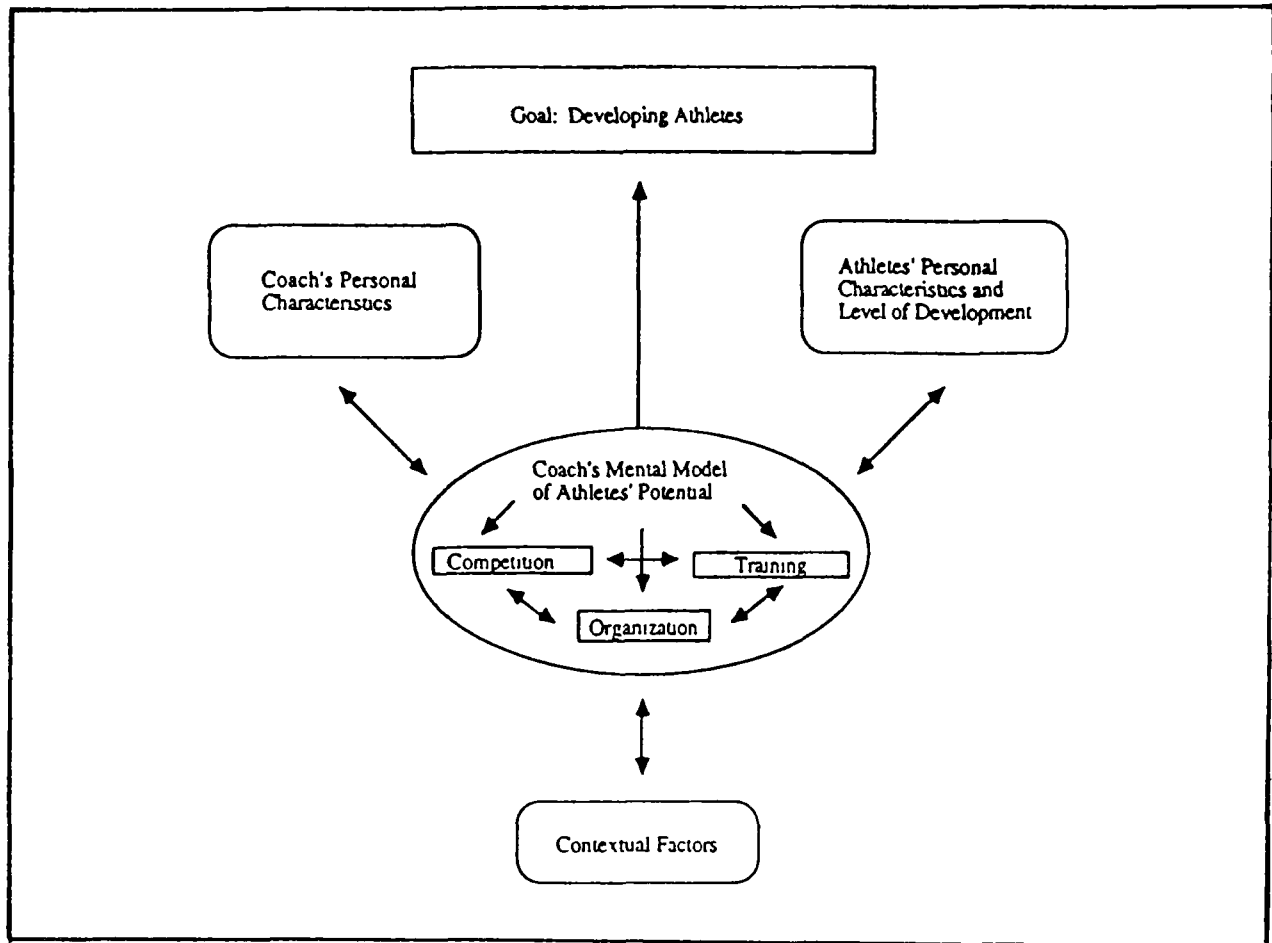 Goal: Developing Athletes
Coach's Personal
Characteristics
Athletes' Personal
Characteristics and
Level of Development
Coach's Mental Model
of Athletes' Potential
Competition
Training
Organization
Contextual Factors